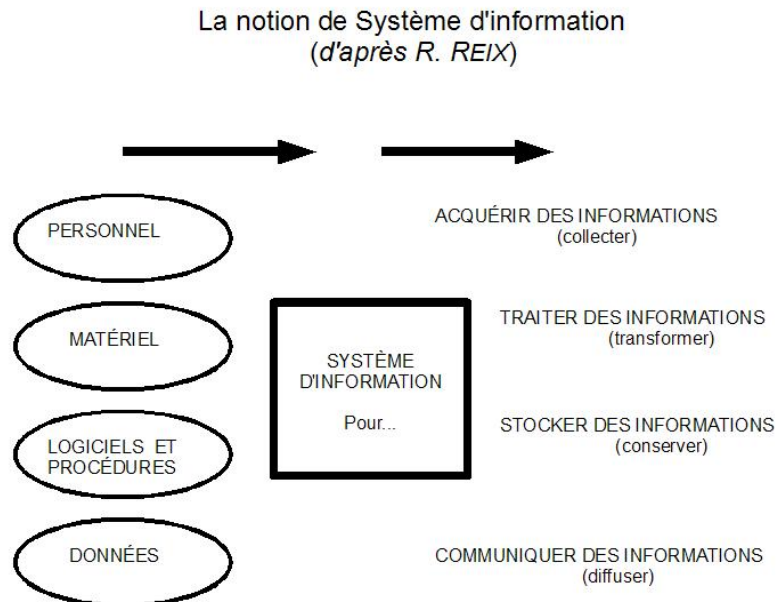 La notion de Système d'information
(d'après R. REIX)
PERSONNEL
MATÉRIEL
LOGICIELS ET
PROCÉDURES
DONNÉES
SYSTÈME
D'INFORMATION
Pour...
ACQUÉRIR DES INFORMATIONS
(collecter)
TRAITER DES INFORMATIONS
(transformer)
STOCKER DES INFORMATIONS
(conserver)
COMMUNIQUER DES INFORMATIONS
(diffuser)